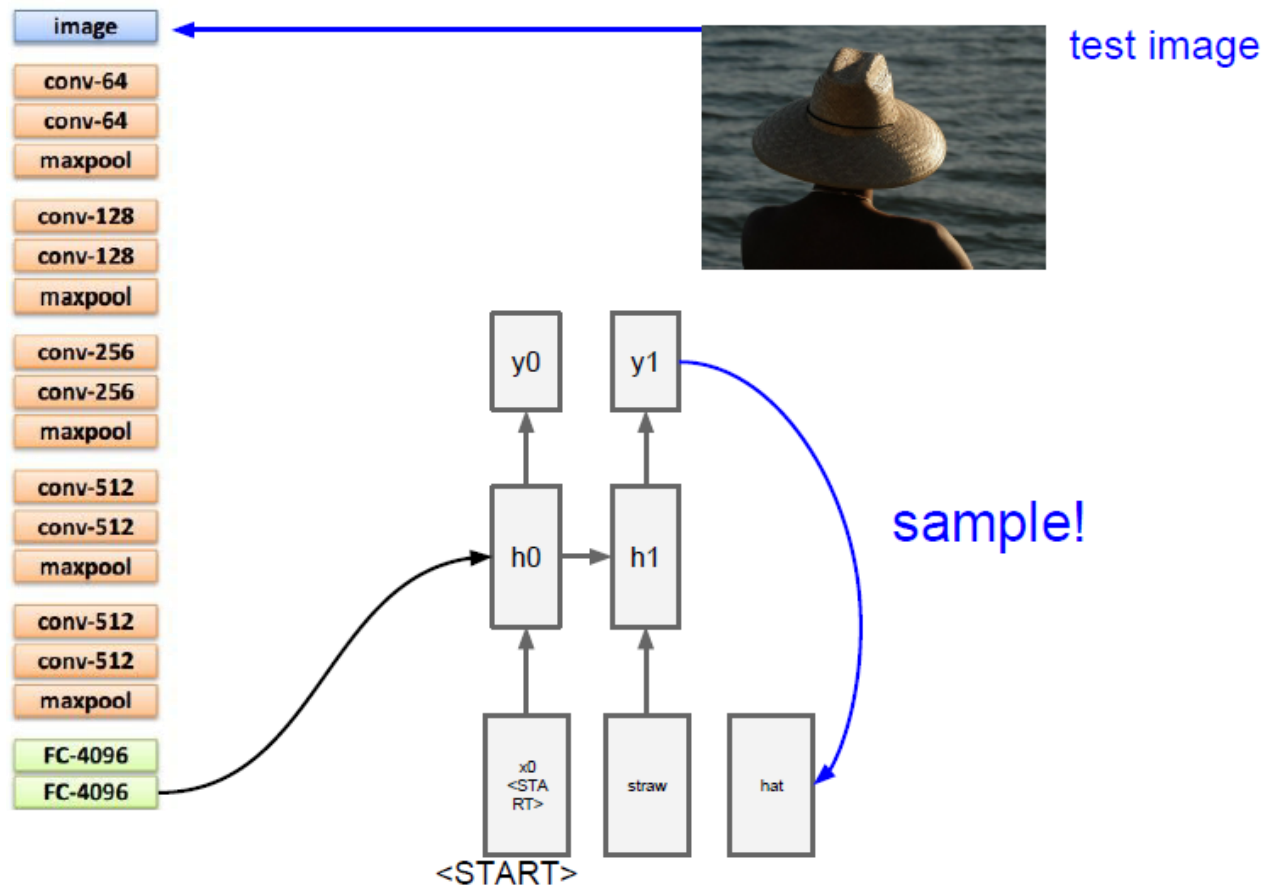 image
conv-64
conv-64
maxpool
conv-128
conv-128
maxpool
conv-256
conv-256
maxpool
conv-512
conv-512
maxpool
conv-512
conv-512
maxpool
FC-4096
FC-4096
test image
y0
y1
h0
h1
sample!
x0
<STA
RT>
straw
hat
<START>